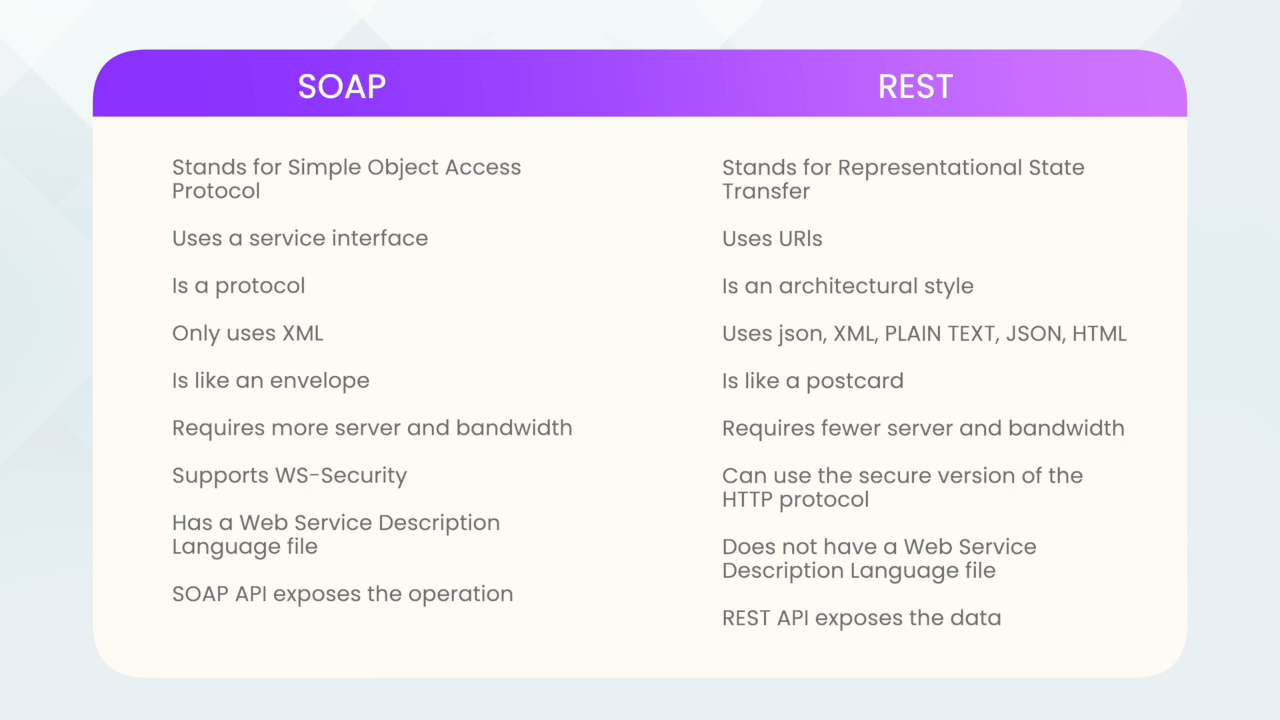 SOAP
REST
Stands for Simple Object Access
Protocol
Uses a service interface
Is a protocol
Only uses XML
Is like an envelope
Requires more server and bandwidth
Supports WS-Security
Has a Web Service Description
Language file
SOAP API exposes the operation
Stands for Representational State
Transfer
Uses URIs
Is an architectural style
Uses json, XML, PLAIN TEXT, JSON, HTML
Is like a postcard
Requires fewer server and bandwidth
Can use the secure version of the
HTTP protocol
Does not have a Web Service
Description Language file
REST API exposes the data